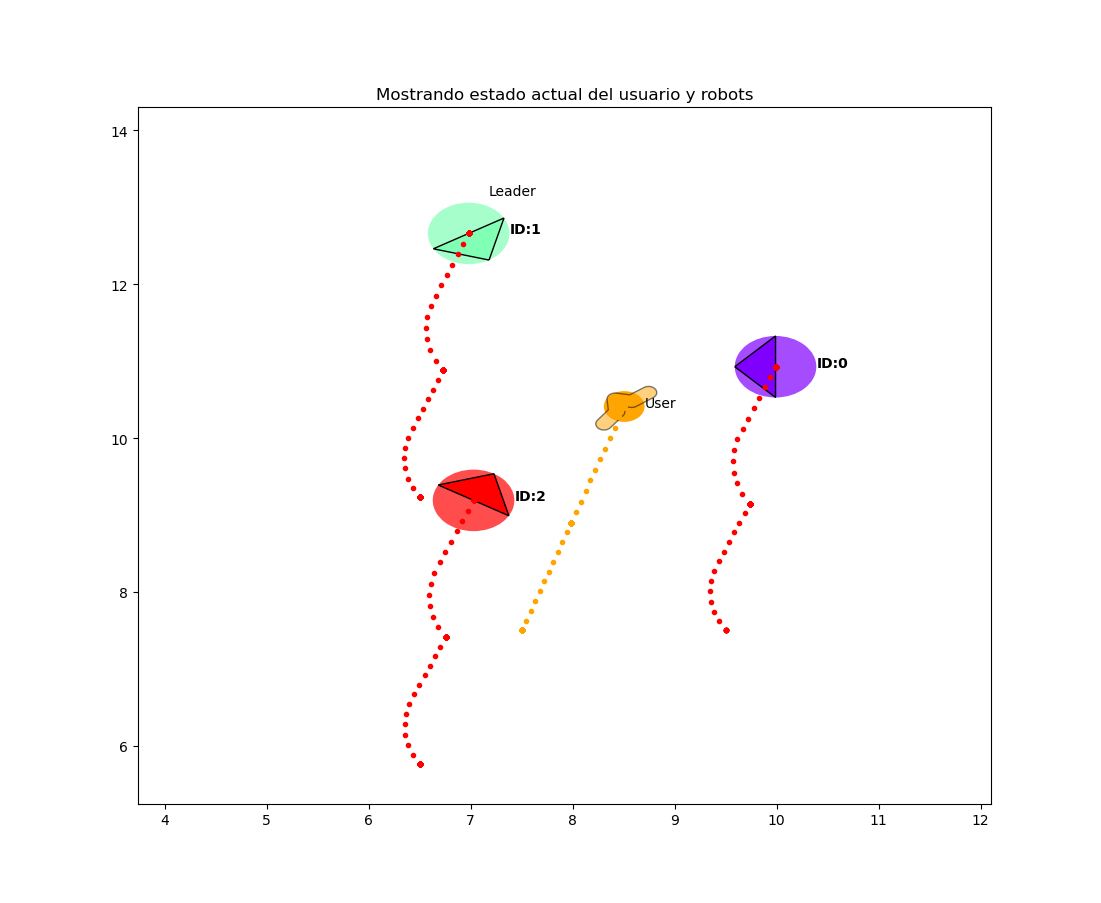 Mostrando estado actual del usuario y robots
14
Leader
ID:1
12
ID:0
User
10
ID:2
8
6
4 5 6 7 8 9 10 11 12